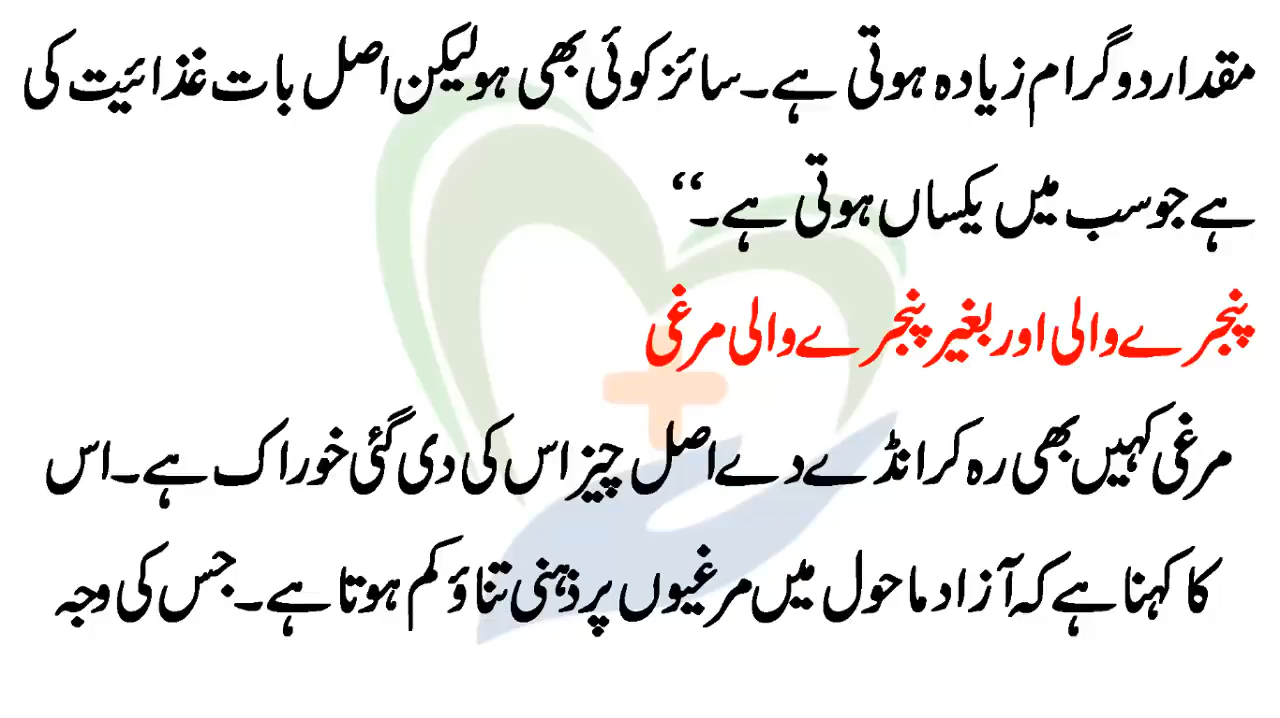 مقدار دو گرام زیادہ ہوتی ہے۔ سائز کوئی بھی ہو لیکن اصل بات غذائیت کی
ہے جو سب میں یکساں ہوتی ہے۔‘‘
پنجرے والی اور بغیر پنجرے والی مرغی
مرغی کہیں بھی رہ کر انڈے دے اصل چیز اس کی دی گئی خوراک ہے۔ اس
کا کہنا ہے کہ آزاد ماحول میں مرغیوں پر ذہنی تناؤ کم ہوتا ہے۔ جس کی وجہ